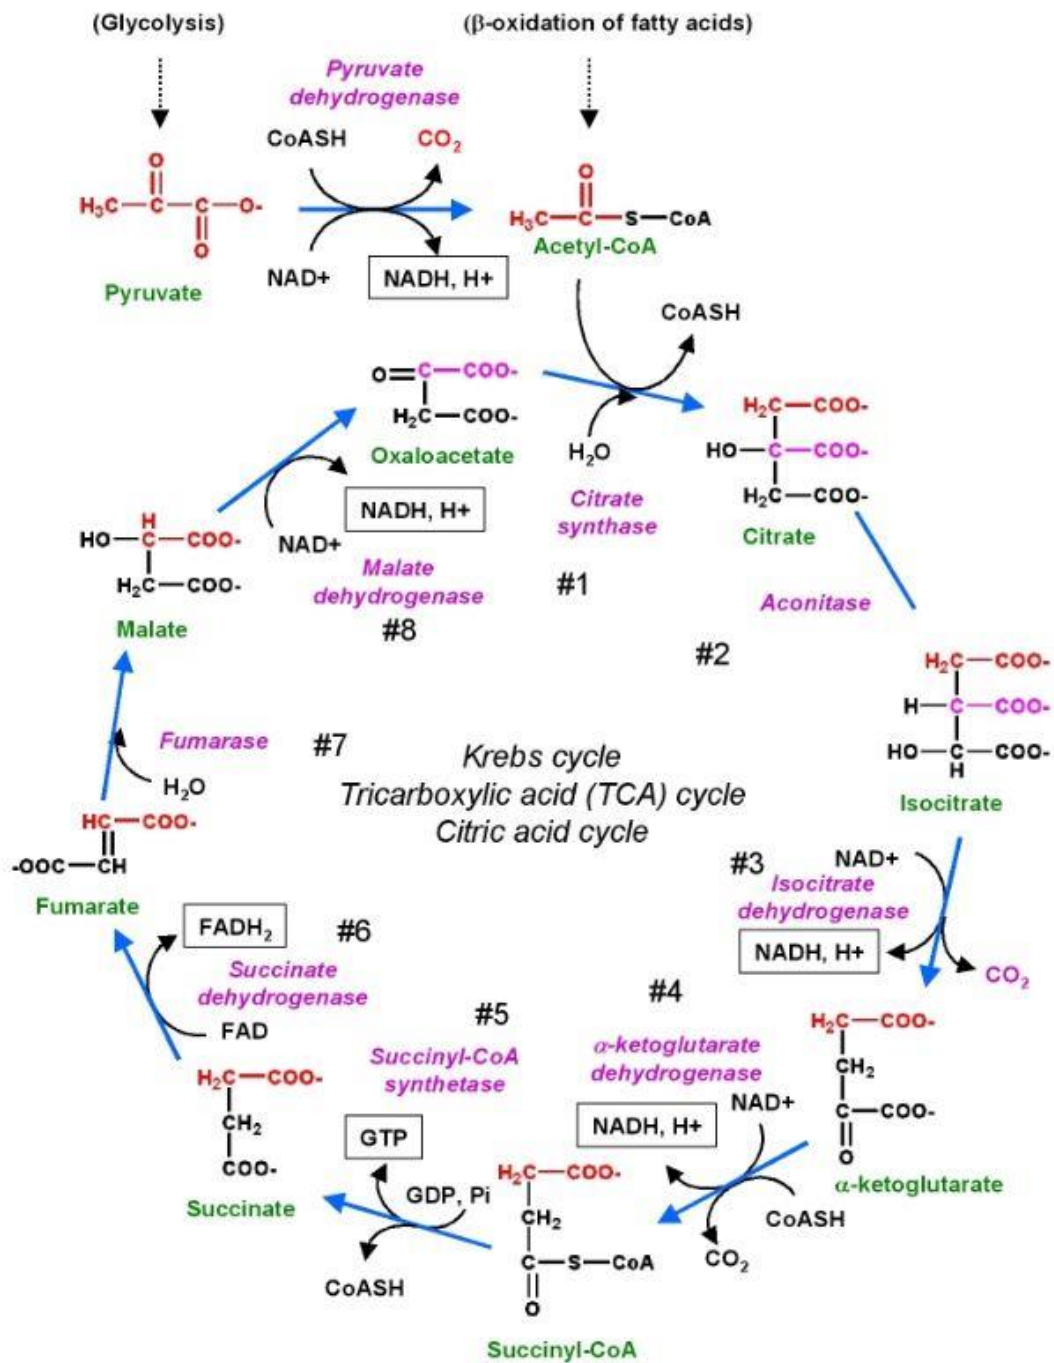 (Glycolysis)
(β-oxidation of fatty acids)
Pyruvate
dehydrogenase
CoASH
CO₂
O
H₃C—C—C—O-
O
Pyruvate
NAD+
NADH, H+
O
H₃C—C—S—CoA
Acetyl-CoA
CoASH
O=C—COO-
H₂C—COO-
Oxaloacetate
H₂O
Citrate
synthase
#1
H₂C—COO-
HO—C—COO-
H₂C—COO-
Citrate
Aconitase
#2
H₂C—COO-
H—C—COO-
HO—C—COO-
H
Isocitrate
#3
NAD+
Isocitrate
dehydrogenase
NADH, H+
CO₂
H₂C—COO-
CH₂
C—COO-
O
α-ketoglutarate
#4
α-ketoglutarate
dehydrogenase
NAD+
NADH, H+
CoASH
CO₂
H₂C—COO-
CH₂
C—S—CoA
O
Succinyl-CoA
#5
Succinyl-CoA
synthetase
GTP
GDP, Pi
CoASH
H₂C—COO-
CH₂
COO-
Succinate
#6
FADH₂
Succinate
dehydrogenase
FAD
HC—COO-
-OOC—CH
Fumarate
#7
Fumarase
H₂O
H
HO—C—COO-
H₂C—COO-
Malate
NADH, H+
NAD+
Malate
dehydrogenase
#8
Krebs cycle
Tricarboxylic acid (TCA) cycle
Citric acid cycle